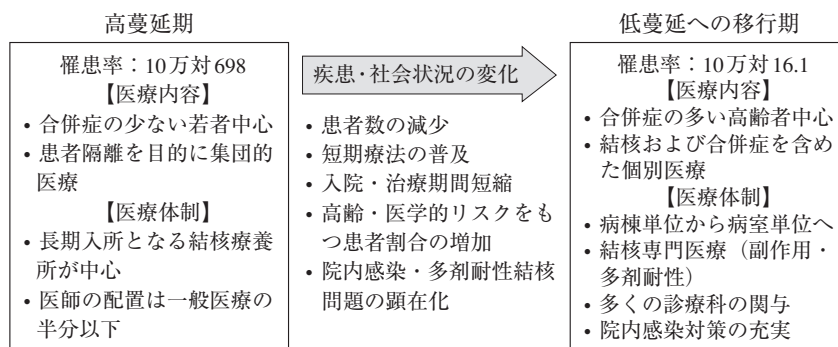 高蔓延期
罹患率：10万対698
【医療内容】
• 合併症の少ない若者中心
• 患者隔離を目的に集団的
医療
【医療体制】
• 長期入所となる結核療養
所が中心
• 医師の配置は一般医療の
半分以下
疾患・社会状況の変化
• 患者数の減少
• 短期療法の普及
• 入院・治療期間短縮
• 高齢・医学的リスクをも
つ患者割合の増加
• 院内感染・多剤耐性結核
問題の顕在化
低蔓延への移行期
罹患率：10万対16.1
【医療内容】
• 合併症の多い高齢者中心
• 結核および合併症を含め
た個別医療
【医療体制】
• 病棟単位から病室単位へ
• 結核専門医療（副作用・
多剤耐性）
• 多くの診療科の関与
• 院内感染対策の充実